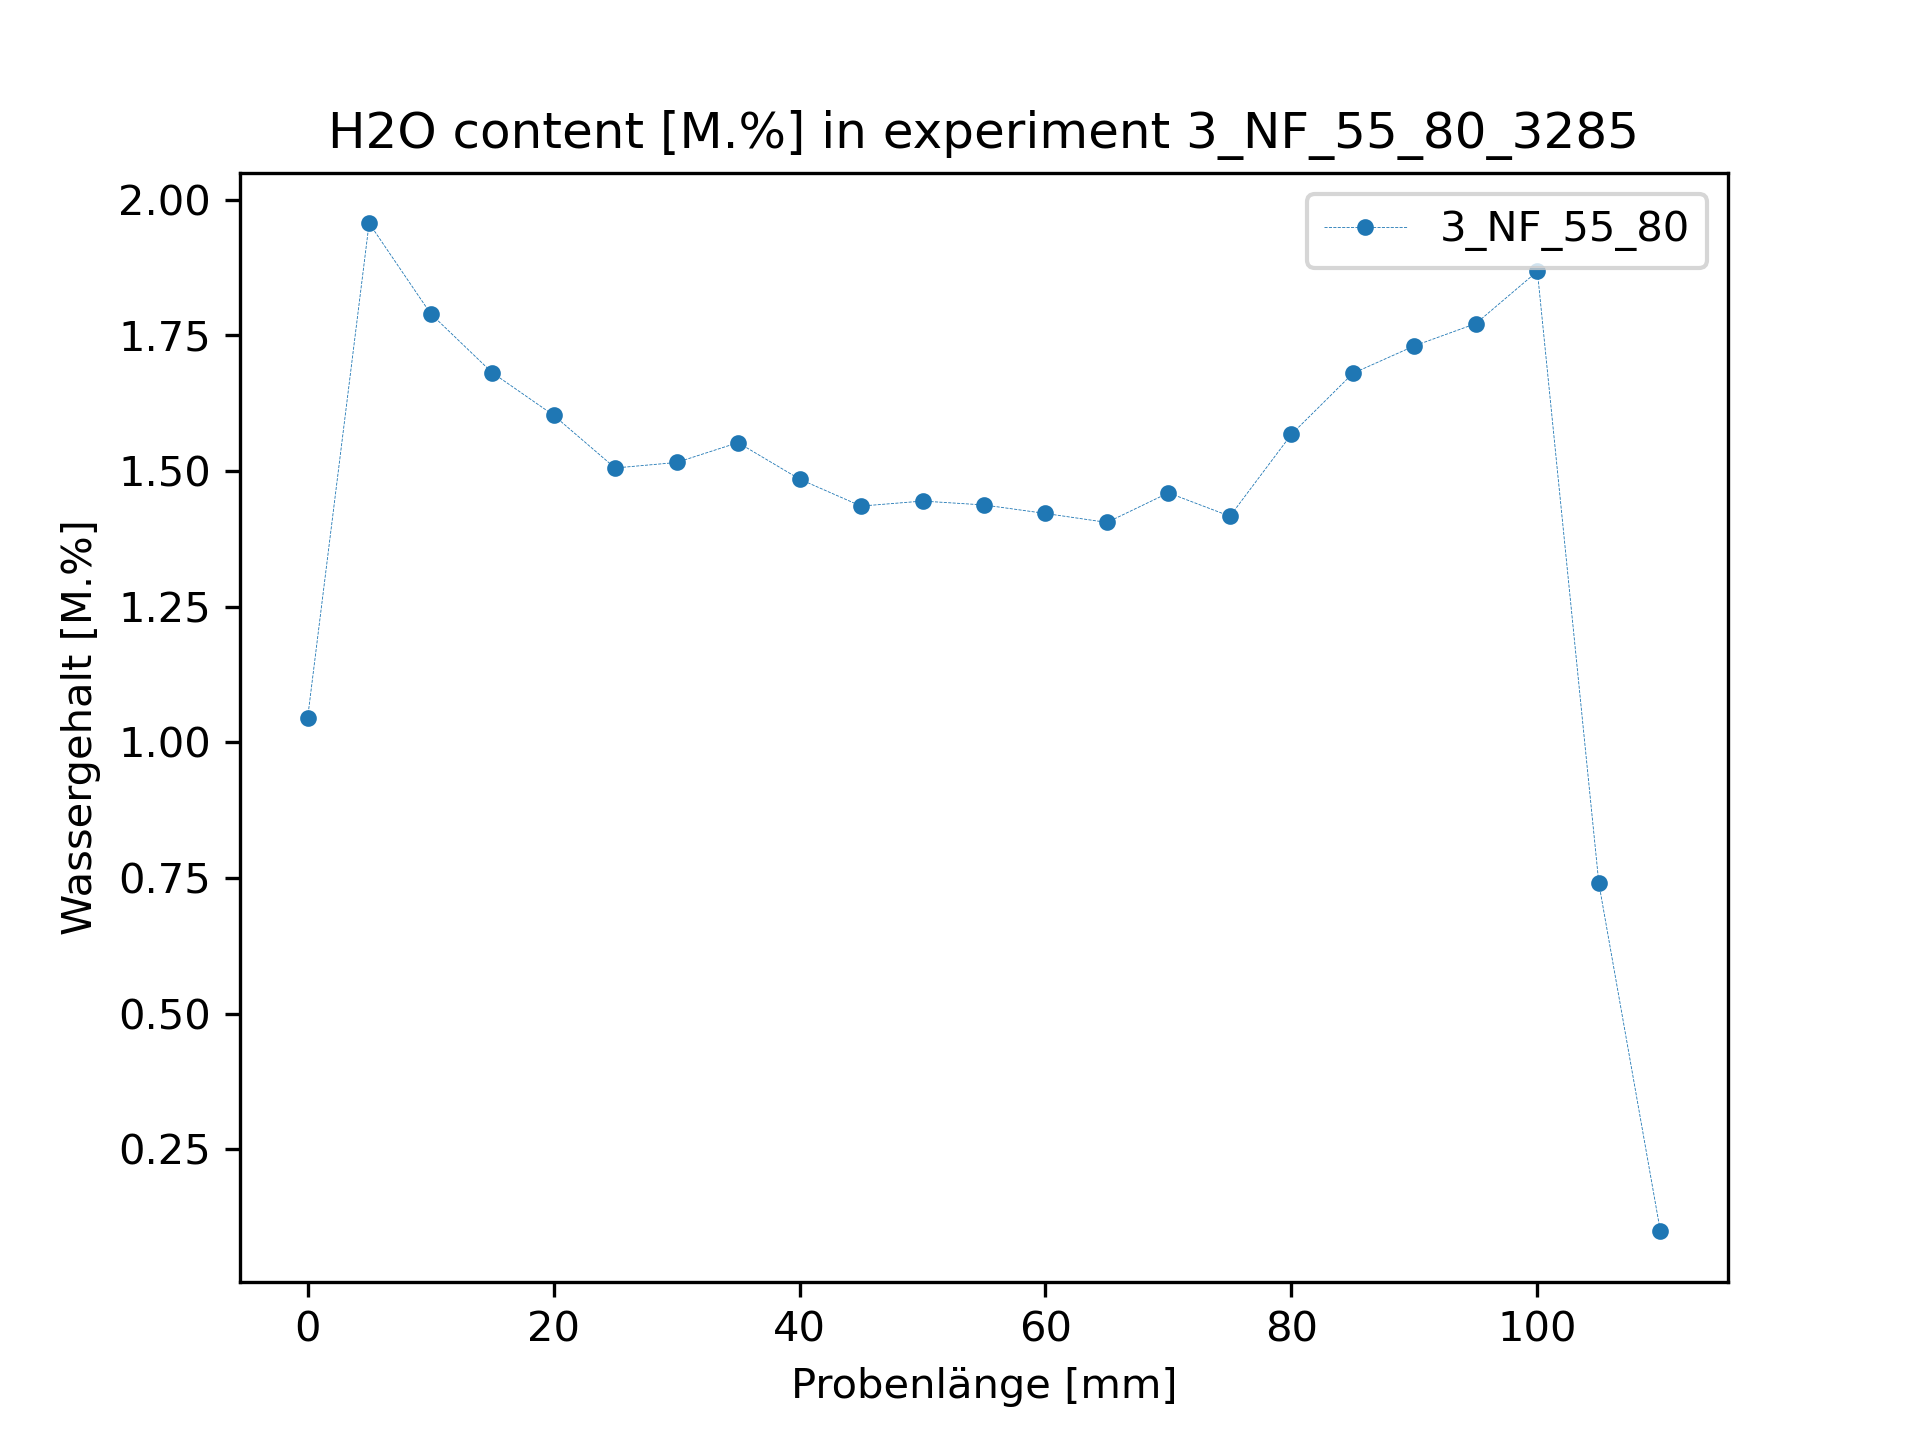 H2O content [M.%] in experiment 3_NF_55_80_3285
3_NF_55_80
2.00
1.75
1.50
1.25
1.00
0.75
0.50
0.25
Wassergehalt [M.%]
0 20 40 60 80 100
Probenlänge [mm]